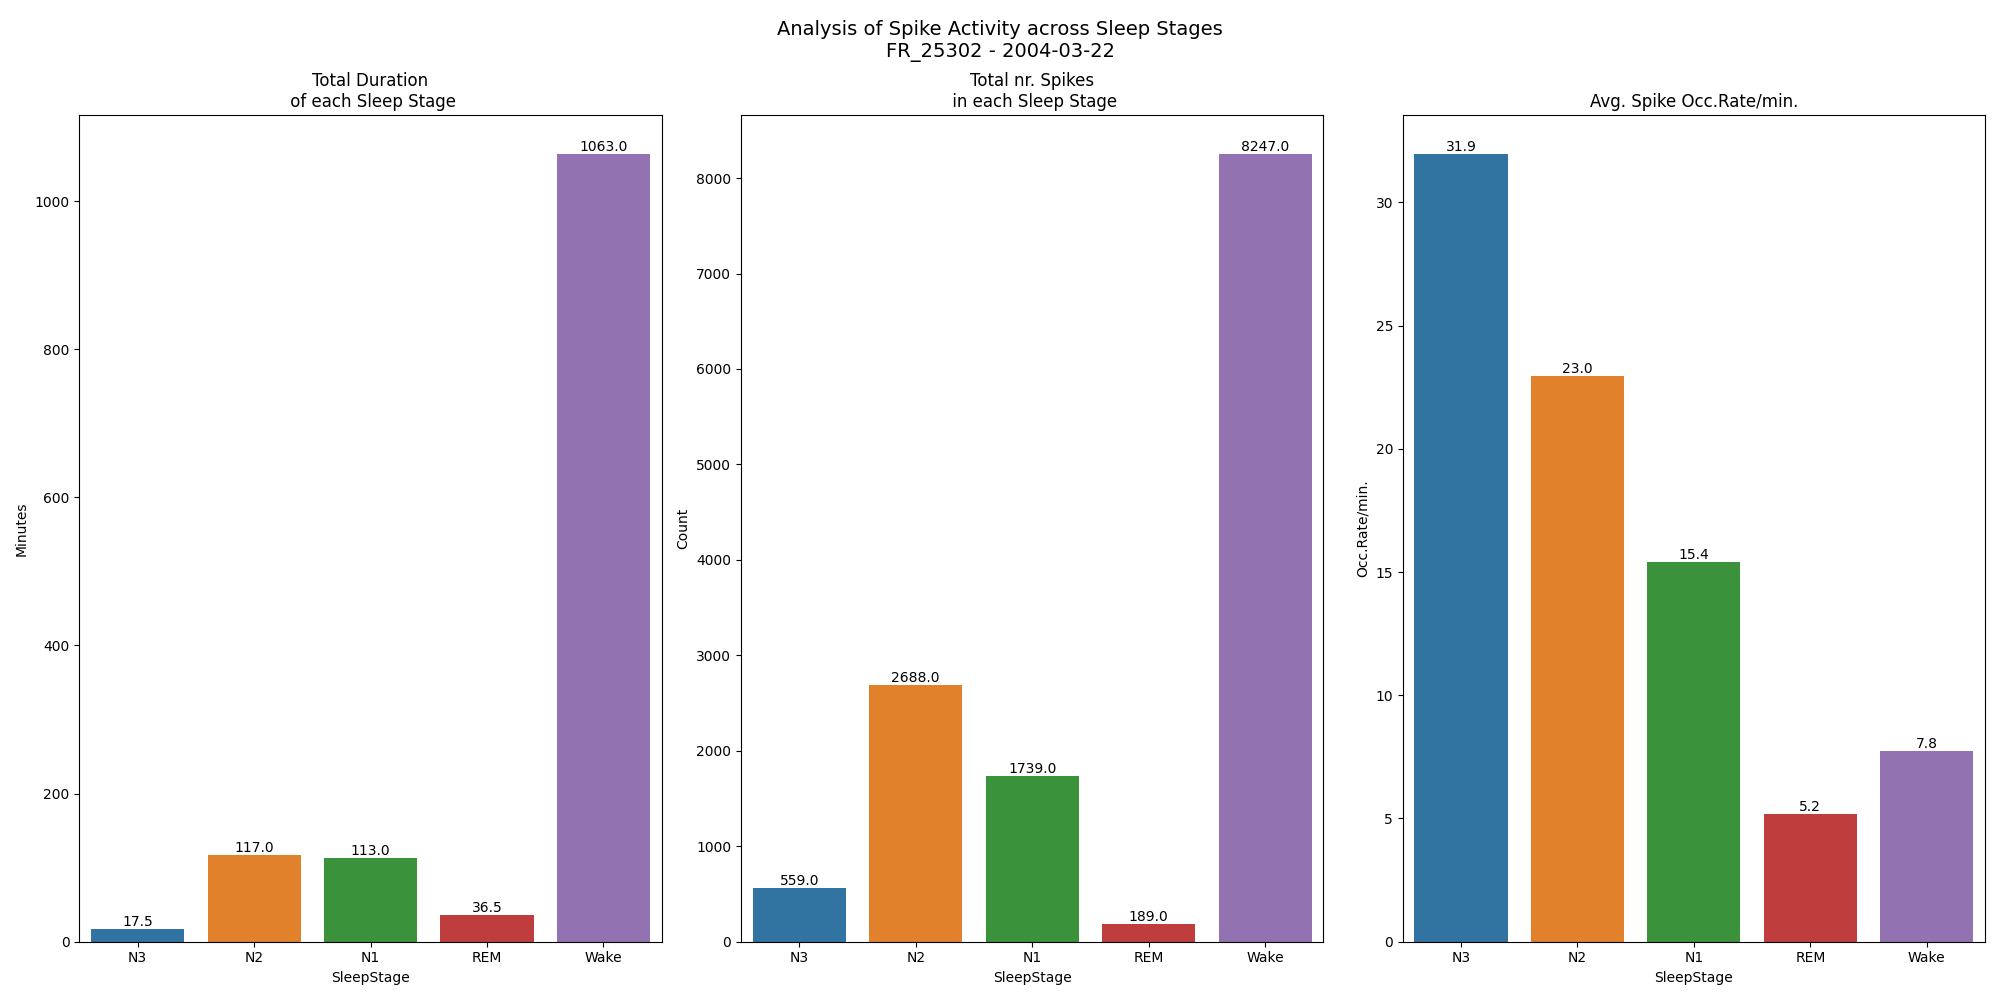 Analysis of Spike Activity across Sleep Stages
FR_25302 - 2004-03-22
Total Duration
of each Sleep Stage
Minutes
1000
800
600
400
200
0
17.5
117.0
113.0
36.5
1063.0
N3 N2 N1 REM Wake
SleepStage
Total nr. Spikes
in each Sleep Stage
Count
8000
7000
6000
5000
4000
3000
2000
1000
0
559.0
2688.0
1739.0
189.0
8247.0
N3 N2 N1 REM Wake
SleepStage
Avg. Spike Occ.Rate/min.
Occ.Rate/min.
30
25
20
15
10
5
0
31.9
23.0
15.4
5.2
7.8
N3 N2 N1 REM Wake
SleepStage